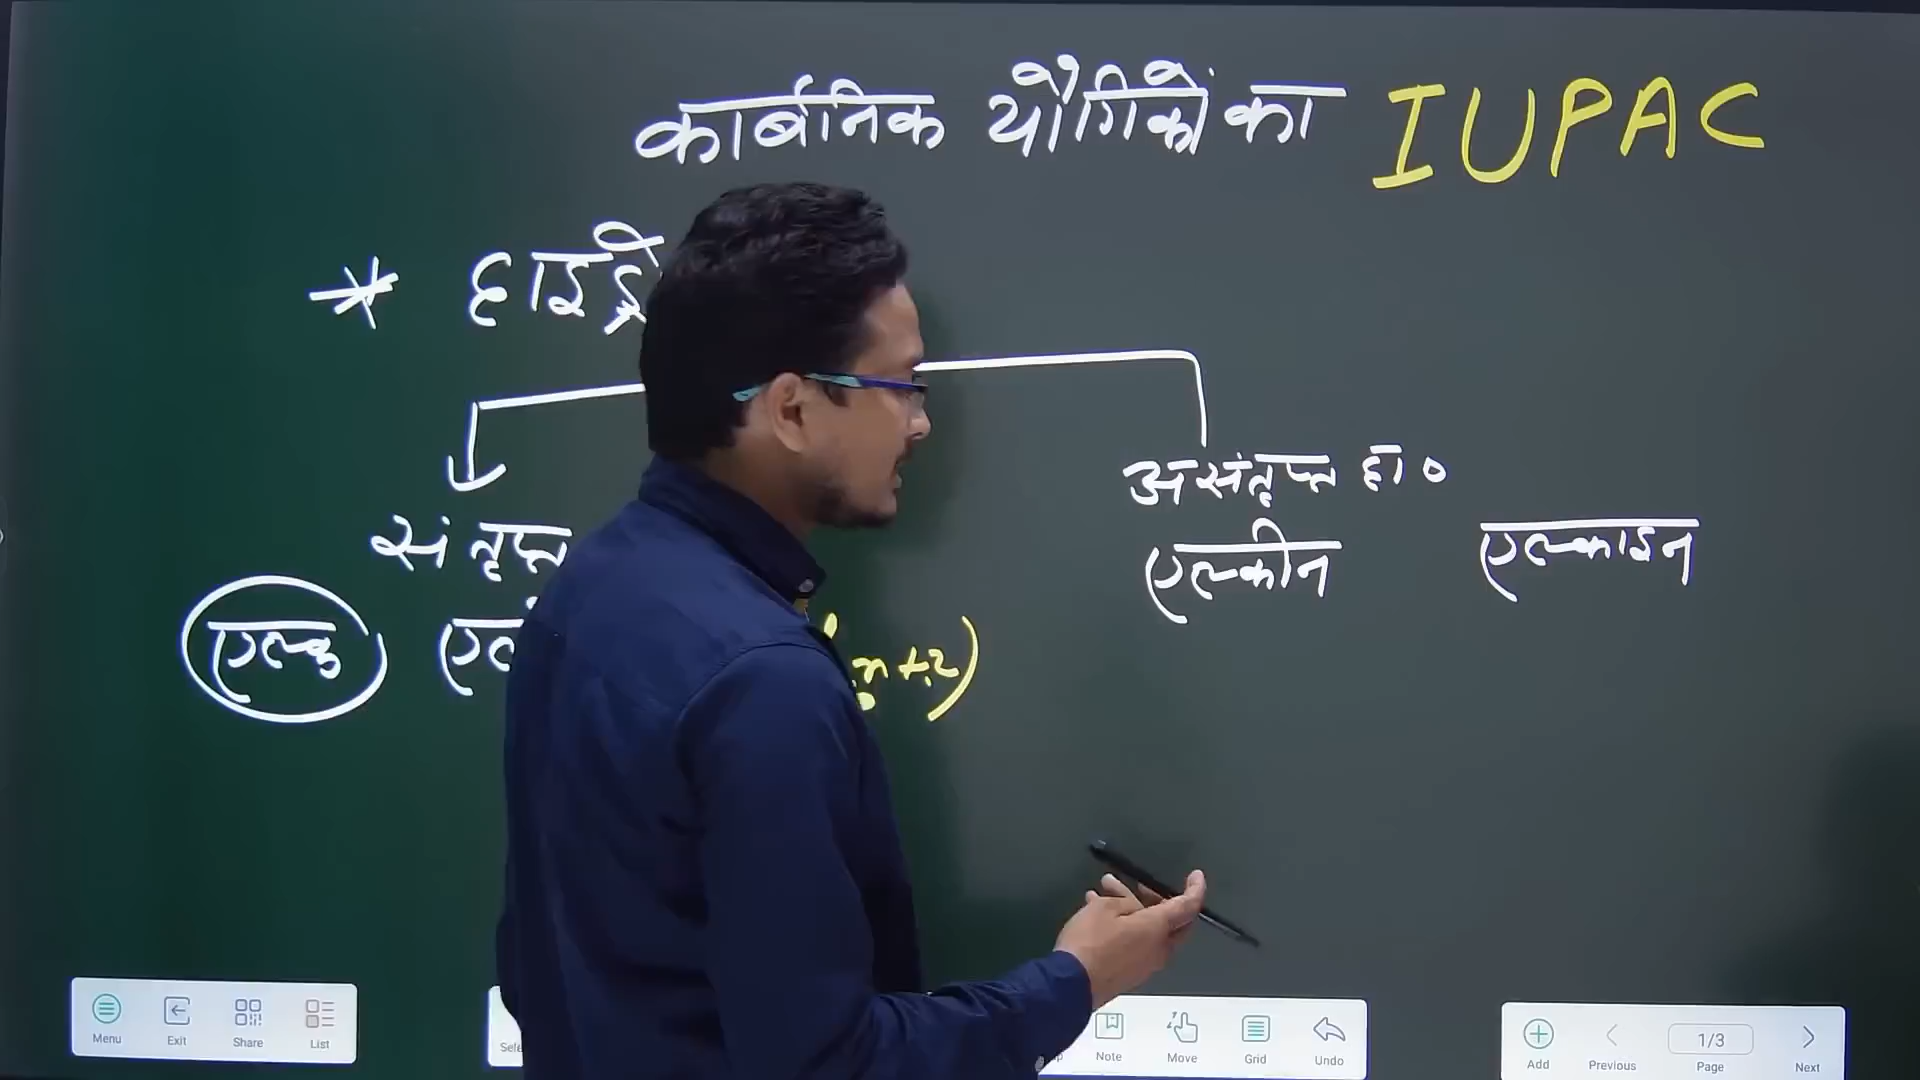 कार्बनिक यौगिकों का IUPAC
*
संतृप्त
असंतृप्त हा०
एल्कीन एल्काइन
एल्क
n+2)
Menu Exit Share List
Note Move Grid Undo
Add Previous 1/3 Page Next